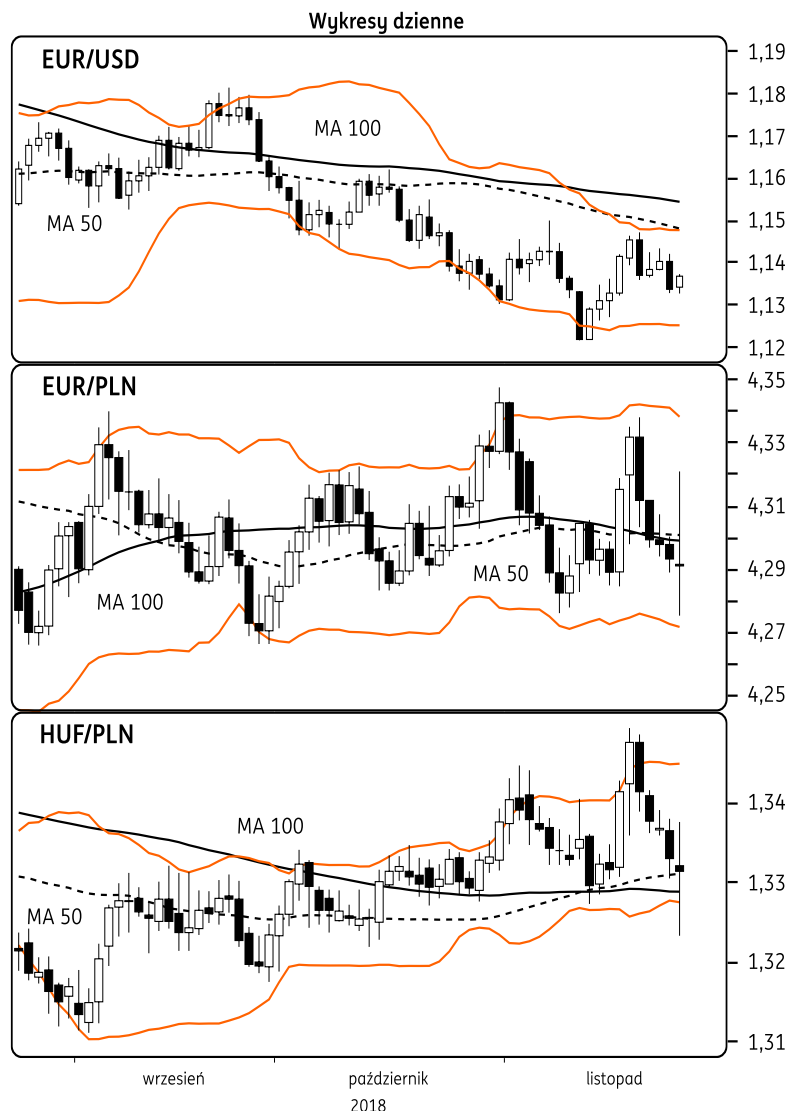 Wykresy dzienne
EUR/USD
1,19
1,18
MA 100
1,17
1,16
MA 50
1,15
1,14
1,13
1,12
EUR/PLN
4,35
4,33
4,31
MA 50
4,29
MA 100
4,27
4,25
HUF/PLN
1,34
MA 100
1,33
MA 50
1,32
1,31
wrzesień październik listopad
2018